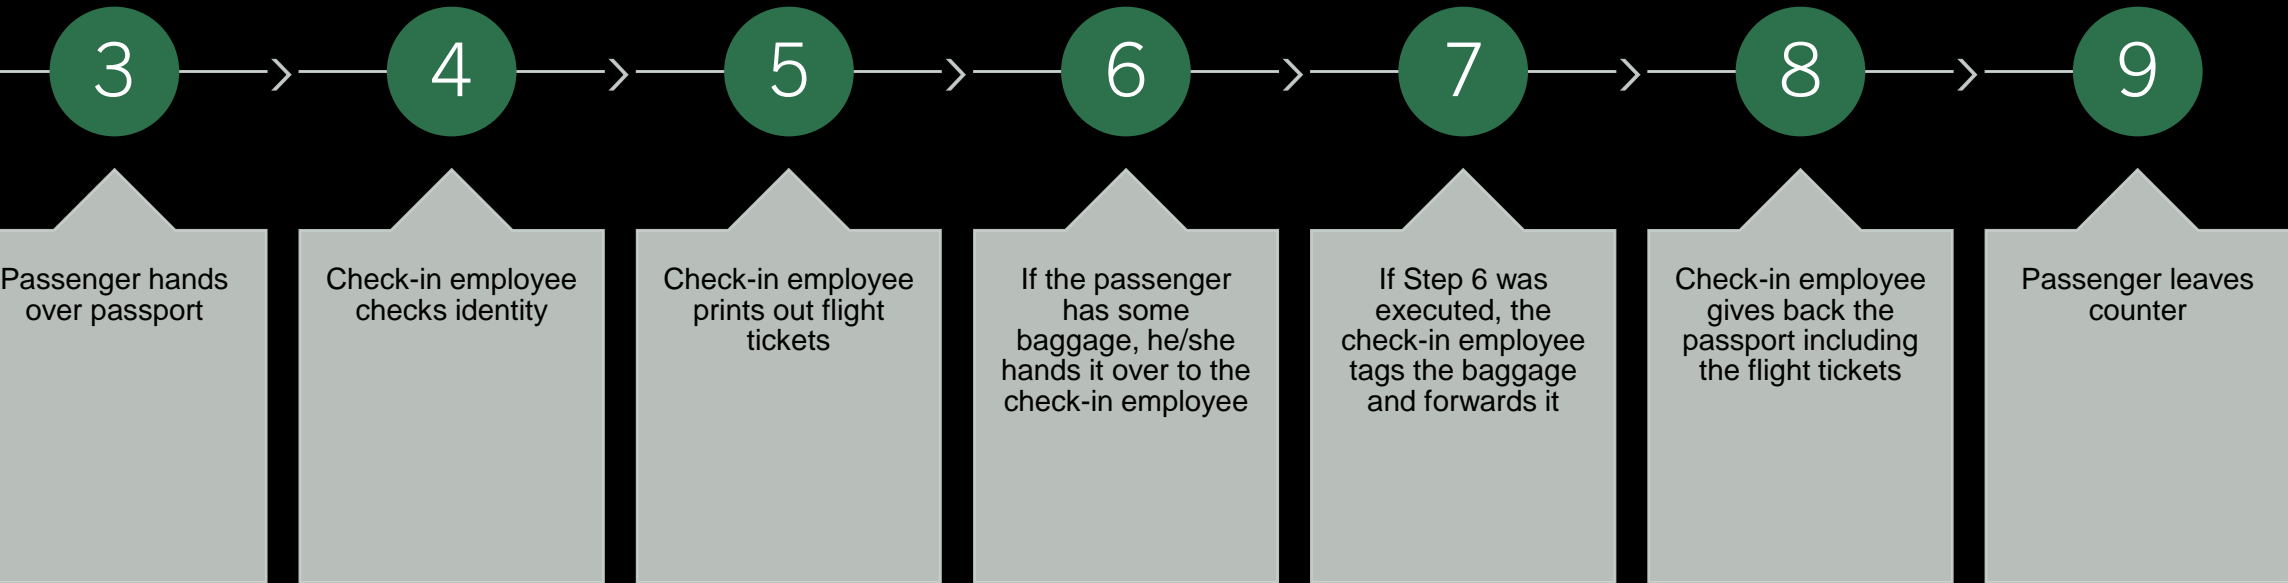 3
4
5
6
7
8
9
Passenger hands
over passport
Check-in employee
checks identity
Check-in employee
prints out flight
tickets
If the passenger
has some
baggage, he/she
hands it over to the
check-in employee
If Step 6 was
executed, the
check-in employee
tags the baggage
and forwards it
Check-in employee
gives back the
passport including
the flight tickets
Passenger leaves
counter